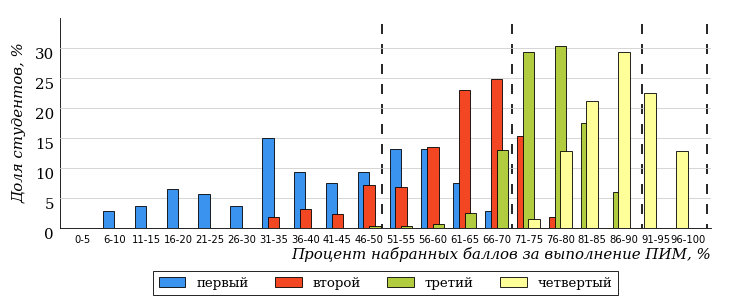 Доля студентов, %
30
25
20
15
10
5
0
0-5 6-10 11-15 16-20 21-25 26-30 31-35 36-40 41-45 46-50 51-55 56-60 61-65 66-70 71-75 76-80 81-85 86-90 91-95 96-100
Процент набранных баллов за выполнение ПИМ, %
первый второй третий четвертый